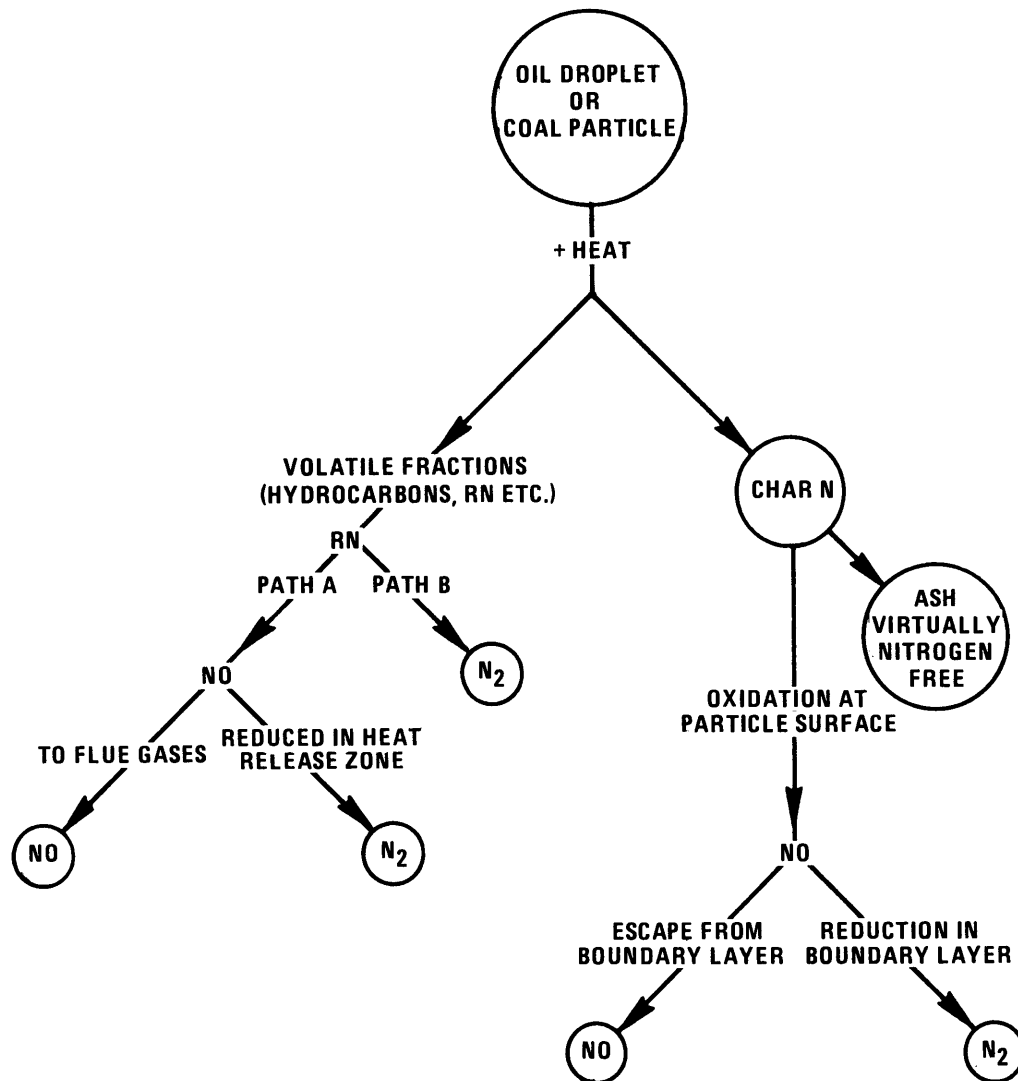 OIL DROPLET
OR
COAL PARTICLE
+ HEAT
VOLATILE FRACTIONS
(HYDROCARBONS, RN ETC.)
CHAR N
RN
PATH A
PATH B
ASH
VIRTUALLY
NITROGEN
FREE
NO
N2
OXIDATION AT
PARTICLE SURFACE
TO FLUE GASES
REDUCED IN HEAT
RELEASE ZONE
NO
N2
NO
ESCAPE FROM
BOUNDARY LAYER
REDUCTION IN
BOUNDARY LAYER
NO
N2